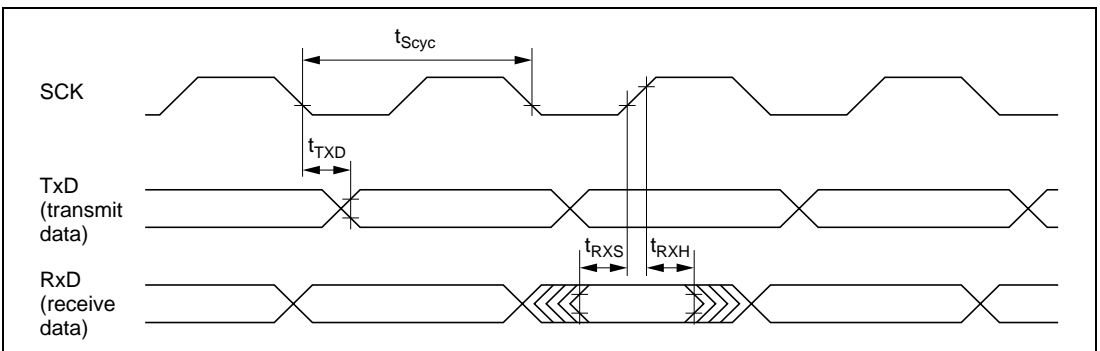 tScyc
SCK
tTXD
TxD
(transmit
data)
tRXS
tRXH
RxD
(receive
data)